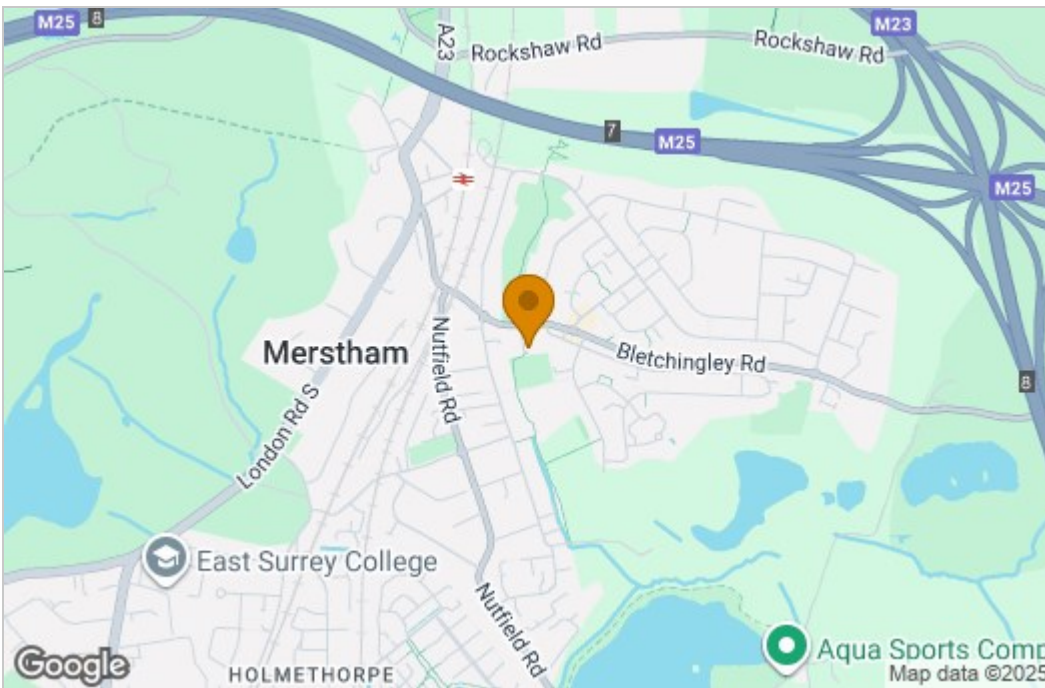 M25
8
A23
Rockshaw Rd
Rockshaw Rd
M23
7
M25
M25
Merstham
Nutfield Rd
Bletchingley Rd
London Rd S
8
East Surrey College
Nutfield Rd
HOLMETHORPE
Aqua Sports Comp
Google
Map data ©2025